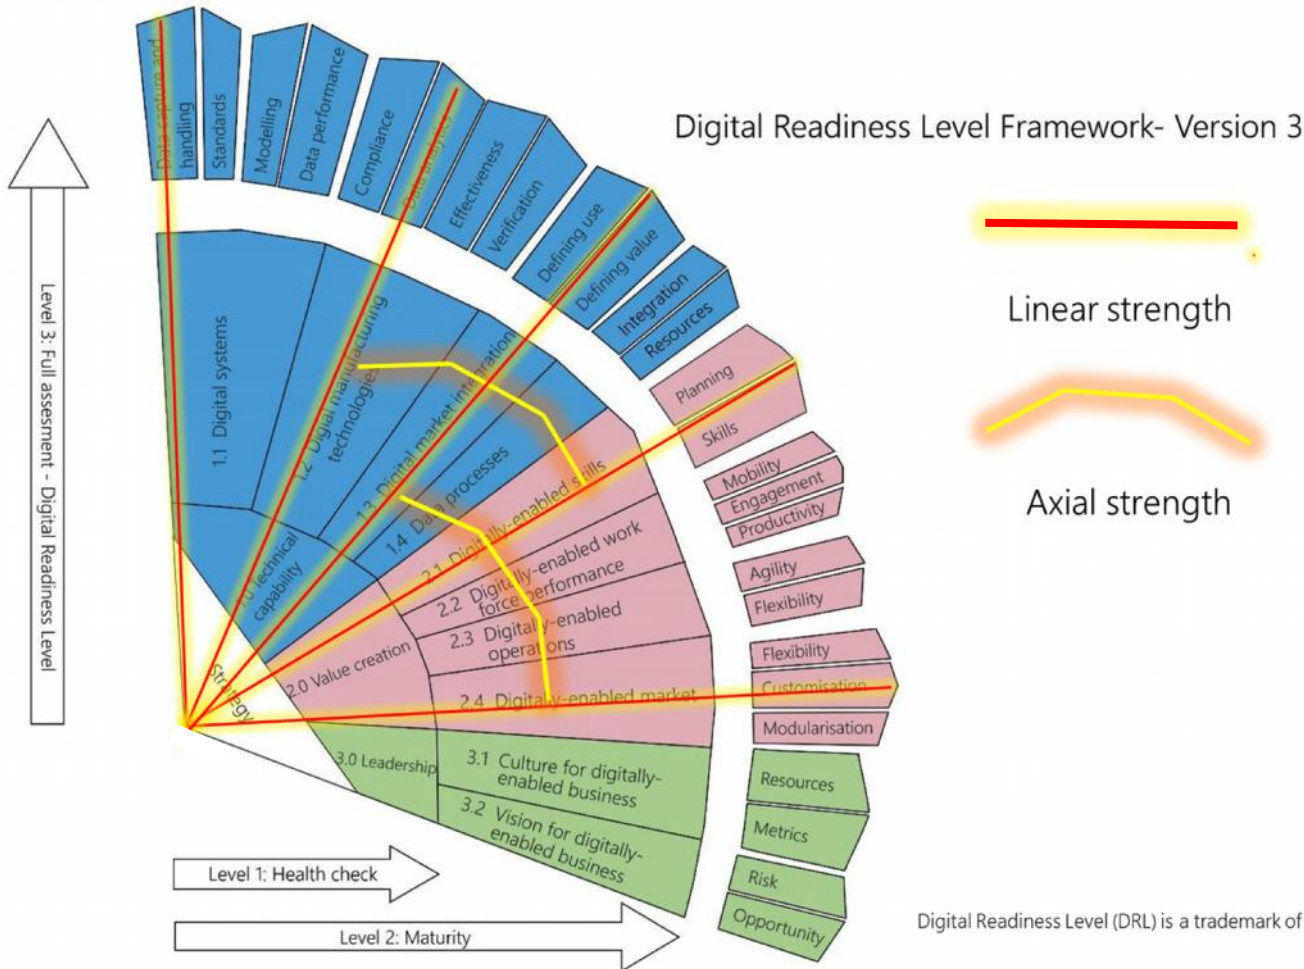 Digital Readiness Level Framework- Version 3
Linear strength
Axial strength
Level 3: Full assesment - Digital Readiness Level
Data capture and
handling
Standards
Modelling
Data performance
Compliance
Data analytics
Effectiveness
Verification
Defining use
Defining value
Integration
Resources
Planning
Skills
Mobility
Engagement
Productivity
Agility
Flexibility
Flexibility
Customisation
Modularisation
Resources
Metrics
Risk
Opportunity
1.1 Digital systems
1.2 Digital manufacturing
technologies
1.3 Digital market integration
1.4 Data processes
2.1 Digitally-enabled skills
2.2 Digitally-enabled work
force performance
2.3 Digitally-enabled
operations
2.4 Digitally-enabled market
3.1 Culture for digitally-
enabled business
3.2 Vision for digitally-
enabled business
1.0 Technical
capability
2.0 Value creation
3.0 Leadership
Strategy
Level 1: Health check
Level 2: Maturity
Digital Readiness Level (DRL) is a trademark of